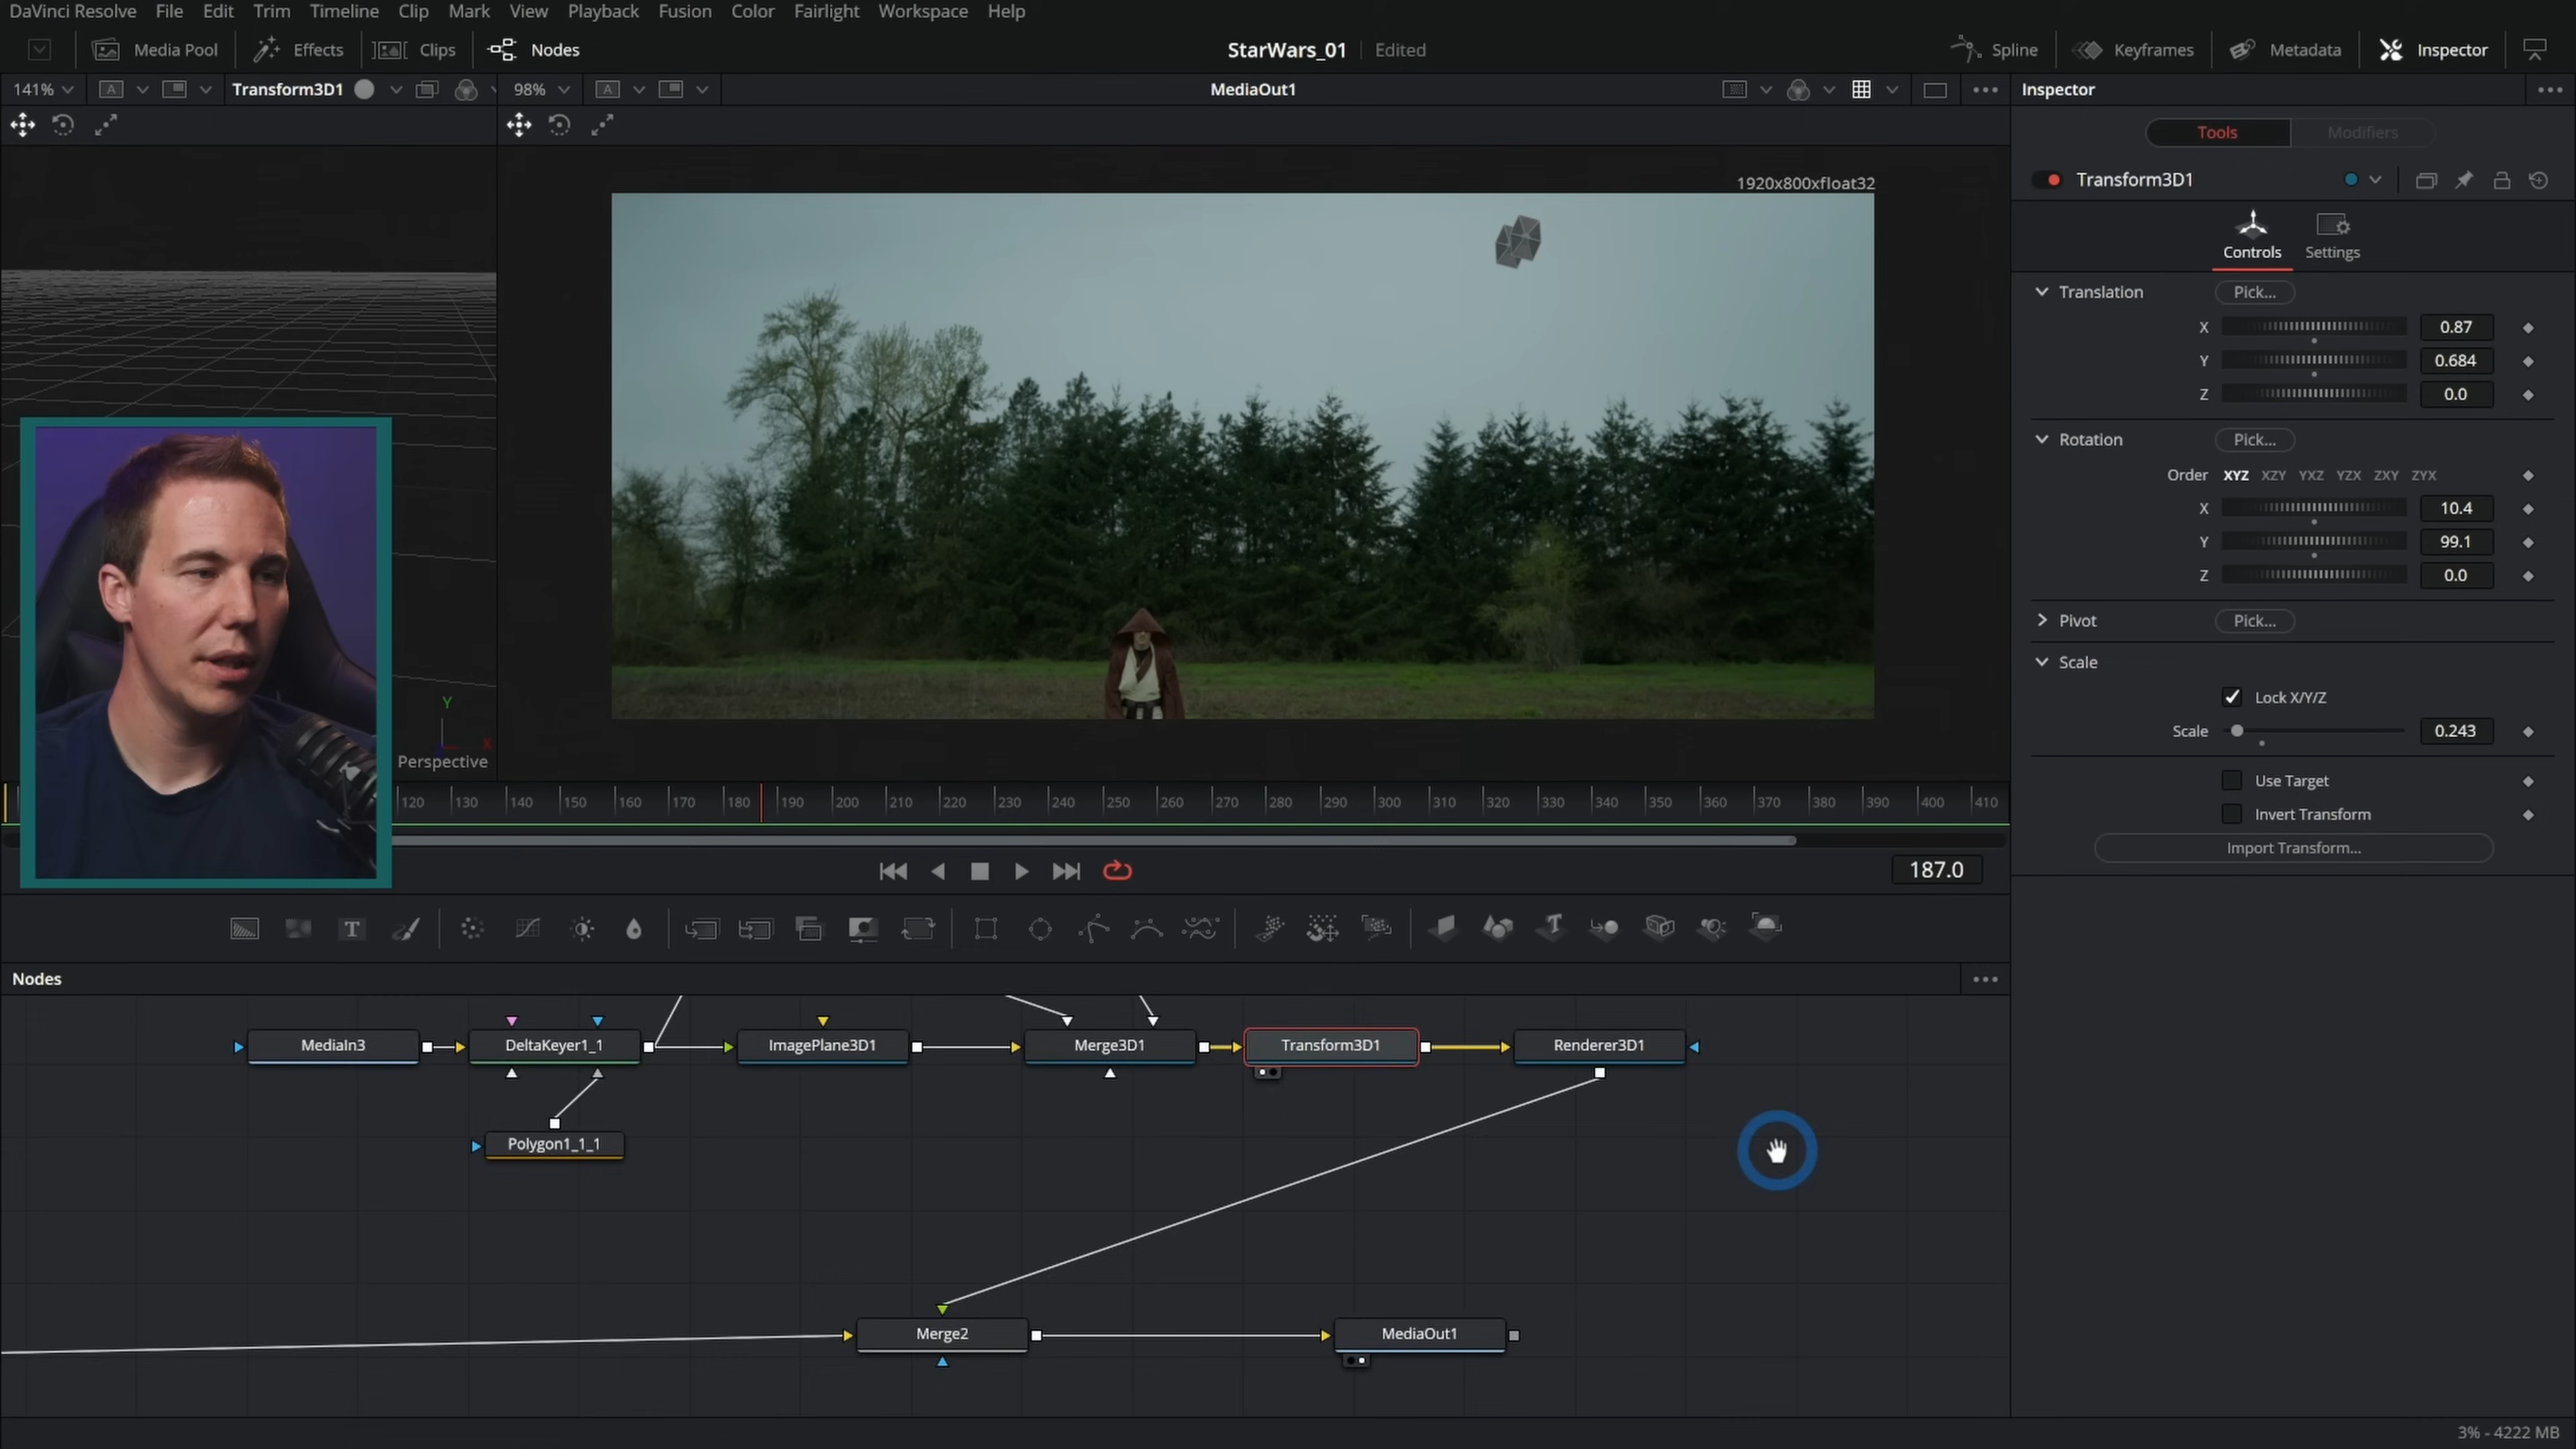 DaVinci Resolve File Edit Trim Timeline Clip Mark View Playback Fusion Color Fairlight Workspace Help
Media Pool Effects Clips Nodes StarWars_01 Edited Spline Keyframes Metadata Inspector
141% A Transform3D1 98% A MediaOut1 Inspector
Tools Modifiers
1920x800xfloat32
Transform3D1
Controls Settings
Translation Pick...
X 0.87
Y 0.684
Z 0.0
Rotation Pick...
Order XYZ XZY YXZ YZX ZXY ZYX
X 10.4
Y 99.1
Z 0.0
Pivot Pick...
Scale
Lock X/Y/Z
Scale 0.243
Use Target
Invert Transform
Import Transform...
Y
X
Perspective
120 130 140 150 160 170 180 190 200 210 220 230 240 250 260 270 280 290 300 310 320 330 340 350 360 370 380 390 400 410
187.0
T T
Nodes
MediaIn3 DeltaKeyer1_1 ImagePlane3D1 Merge3D1 Transform3D1 Renderer3D1
Polygon1_1_1
Merge2 MediaOut1
3% - 4222 MB